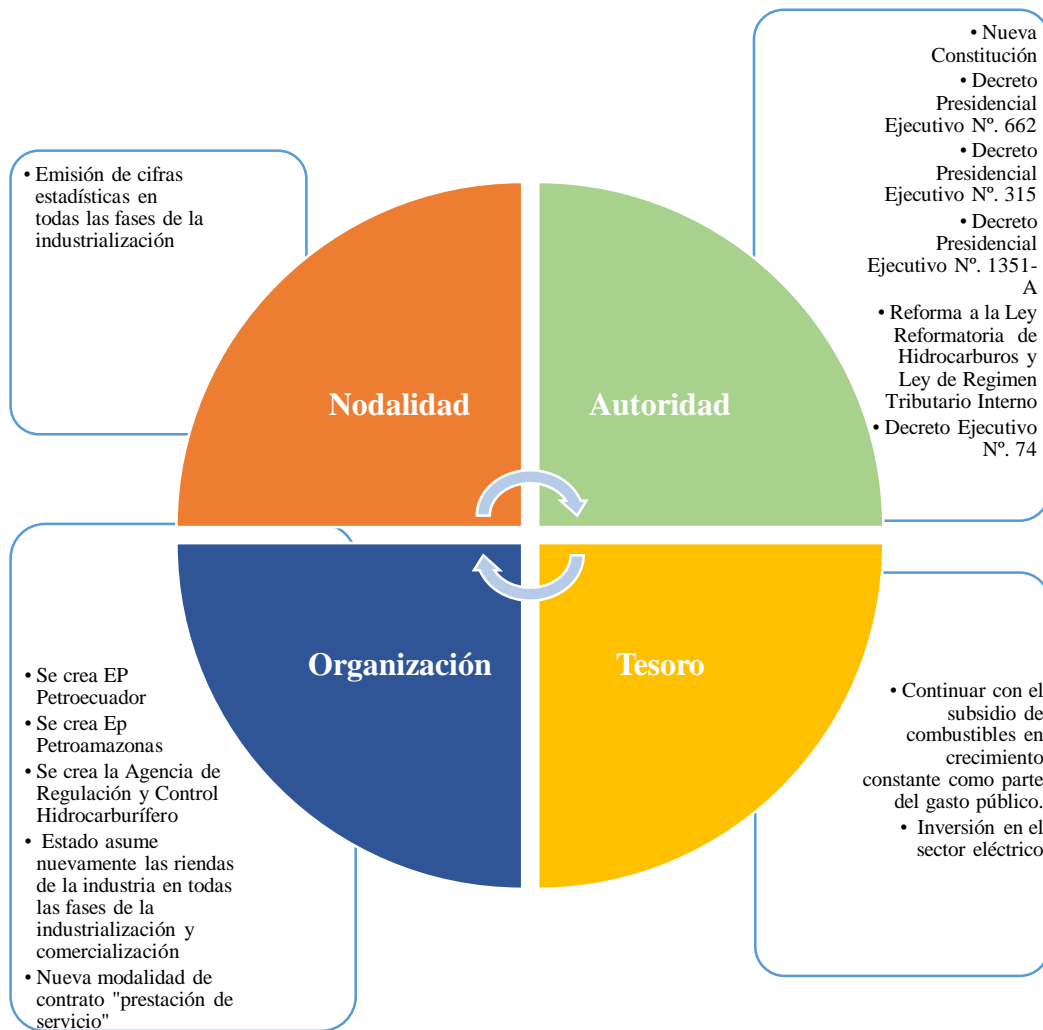 • Emisión de cifras
estadísticas en
todas las fases de la
industrialización
• Nueva
Constitución
• Decreto
Presidencial
Ejecutivo Nº. 662
• Decreto
Presidencial
Ejecutivo Nº. 315
• Decreto
Presidencial
Ejecutivo Nº. 1351-
A
• Reforma a la Ley
Reformatoria de
Hidrocarburos y
Ley de Regimen
Tributario Interno
• Decreto Ejecutivo
Nº. 74
Nodalidad
Autoridad
Organización
Tesoro
• Se crea EP
Petroecuador
• Se crea Ep
Petroamazonas
• Se crea la Agencia de
Regulación y Control
Hidrocarburífero
• Estado asume
nuevamente las riendas
de la industria en todas
las fases de la
industrialización y
comercialización
• Nueva modalidad de
contrato "prestación de
servicio"
• Continuar con el
subsidio de
combustibles en
crecimiento
constante como parte
del gasto público.
• Inversión en el
sector eléctrico